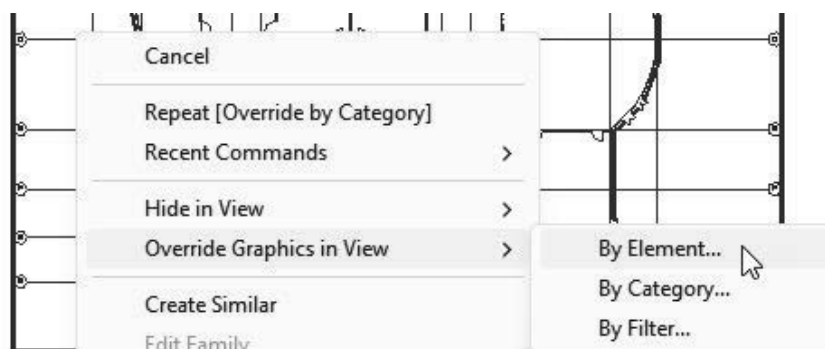 Cancel
Repeat [Override by Category]
Recent Commands
Hide in View
Override Graphics in View
By Element...
By Category...
By Filter...
Create Similar
Edit Family